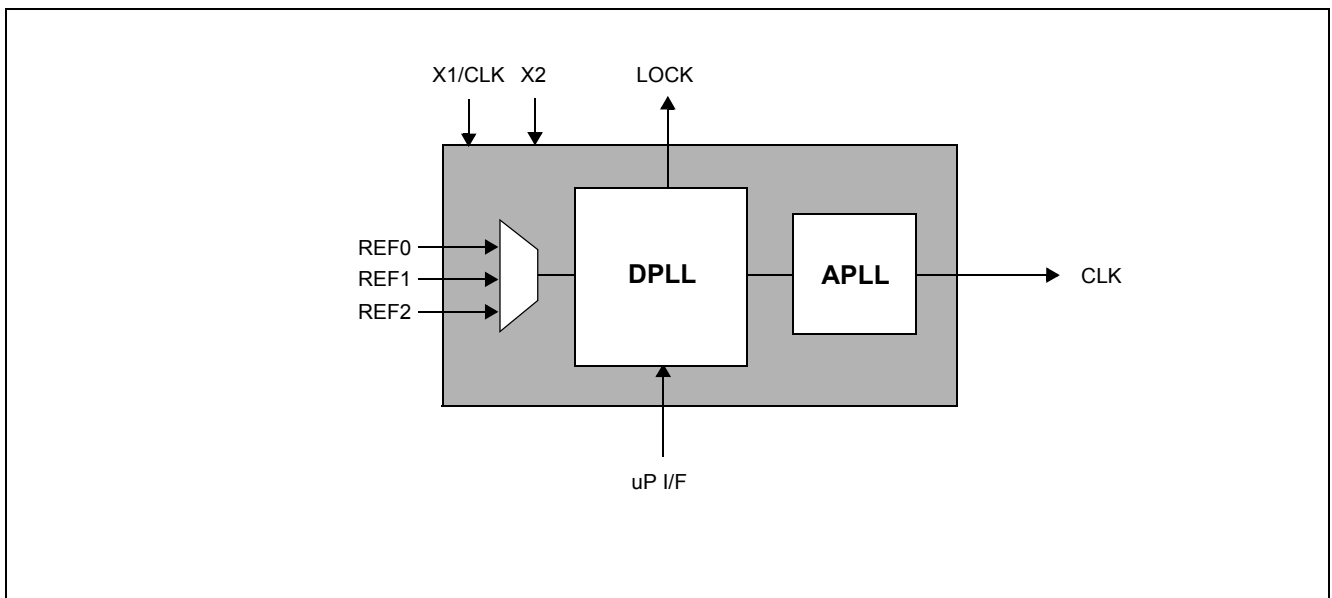 X1/CLK X2 LOCK
REF0
REF1
REF2
DPLL
APLL
CLK
uP I/F